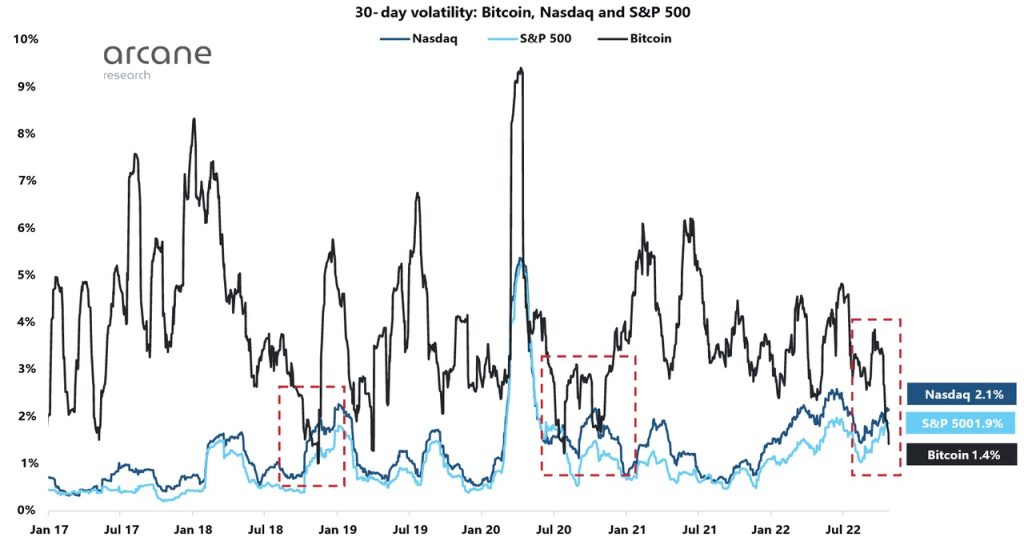 30-day volatility: Bitcoin, Nasdaq and S&P 500
Nasdaq S&P 500 Bitcoin
arcane
research
10%
9%
8%
7%
6%
5%
4%
3%
2%
1%
0%
Nasdaq 2.1%
S&P 5001.9%
Bitcoin 1.4%
Jan 17 Jul 17 Jan 18 Jul 18 Jan 19 Jul 19 Jan 20 Jul 20 Jan 21 Jul 21 Jan 22 Jul 22